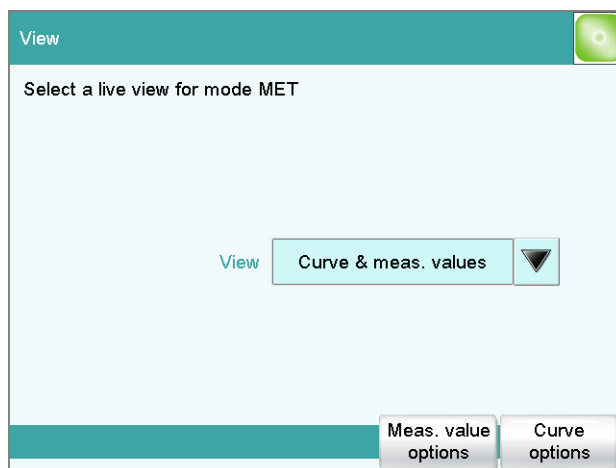 View
Select a live view for mode MET
View
Curve & meas. values
Meas. value
options
Curve
options